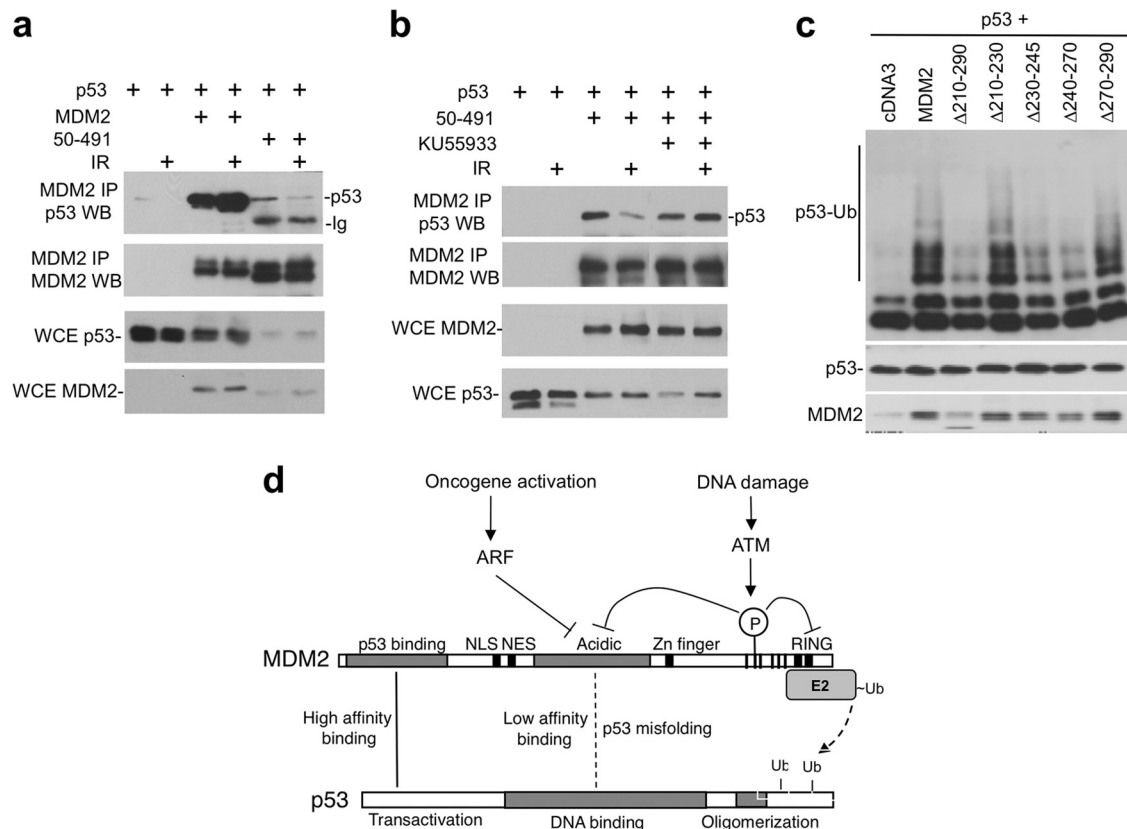 a
p53 + + + + + +
MDM2 + +
50-491 + +
IR + + +
MDM2 IP
p53 WB
-p53
-Ig
MDM2 IP
MDM2 WB
WCE p53-
WCE MDM2-
b
p53 + + + + + +
50-491 + + + +
KU55933 + +
IR + + +
MDM2 IP
p53 WB
-p53
MDM2 IP
MDM2 WB
WCE MDM2-
WCE p53-
c
p53 +
cDNA3
MDM2
Δ210-290
Δ210-230
Δ230-245
Δ240-270
Δ270-290
p53-Ub
p53-
MDM2
d
Oncogene activation
DNA damage
ARF
ATM
P
p53 binding
NLS NES
Acidic
Zn finger
RING
MDM2
E2
~Ub
High affinity
binding
Low affinity
binding
p53 misfolding
Ub
Ub
p53
Transactivation
DNA binding
Oligomerization